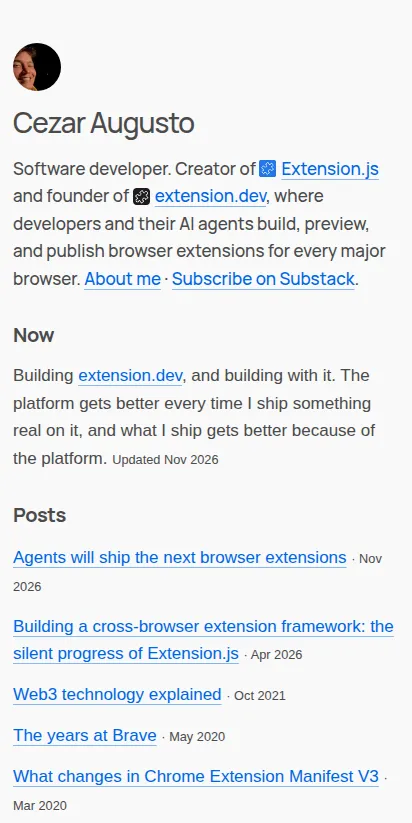 Cezar Augusto
Software developer. Creator of Extension.js
and founder of extension.dev, where
developers and their AI agents build, preview,
and publish browser extensions for every major
browser. About me · Subscribe on Substack.
Now
Building extension.dev, and building with it. The
platform gets better every time I ship something
real on it, and what I ship gets better because of
the platform. Updated Nov 2026
Posts
Agents will ship the next browser extensions · Nov
2026
Building a cross-browser extension framework: the
silent progress of Extension.js · Apr 2026
Web3 technology explained · Oct 2021
The years at Brave · May 2020
What changes in Chrome Extension Manifest V3 ·
Mar 2020